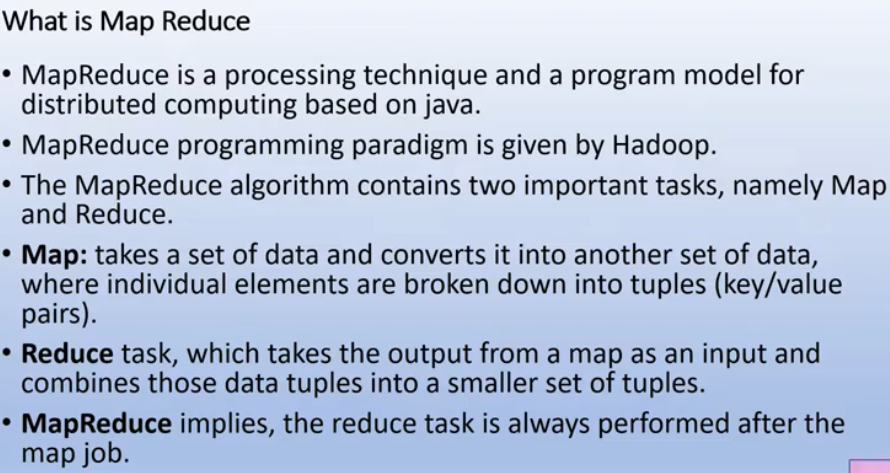 What is Map Reduce
• MapReduce is a processing technique and a program model for
distributed computing based on java.
• MapReduce programming paradigm is given by Hadoop.
• The MapReduce algorithm contains two important tasks, namely Map
and Reduce.
• Map: takes a set of data and converts it into another set of data,
where individual elements are broken down into tuples (key/value
pairs).
• Reduce task, which takes the output from a map as an input and
combines those data tuples into a smaller set of tuples.
• MapReduce implies, the reduce task is always performed after the
map job.